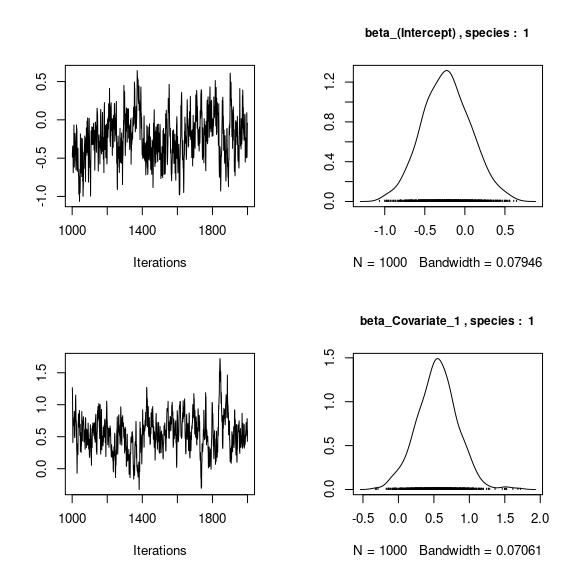 beta_(Intercept) , species :  1
0.5
0.0
-0.5
-1.0
1000 1400 1800
Iterations
1.2
0.8
0.4
0.0
-1.0 -0.5 0.0 0.5
N = 1000   Bandwidth = 0.07946
beta_Covariate_1 , species :  1
1.5
1.0
0.5
0.0
1000 1400 1800
Iterations
1.5
1.0
0.5
0.0
-0.5 0.0 0.5 1.0 1.5 2.0
N = 1000   Bandwidth = 0.07061